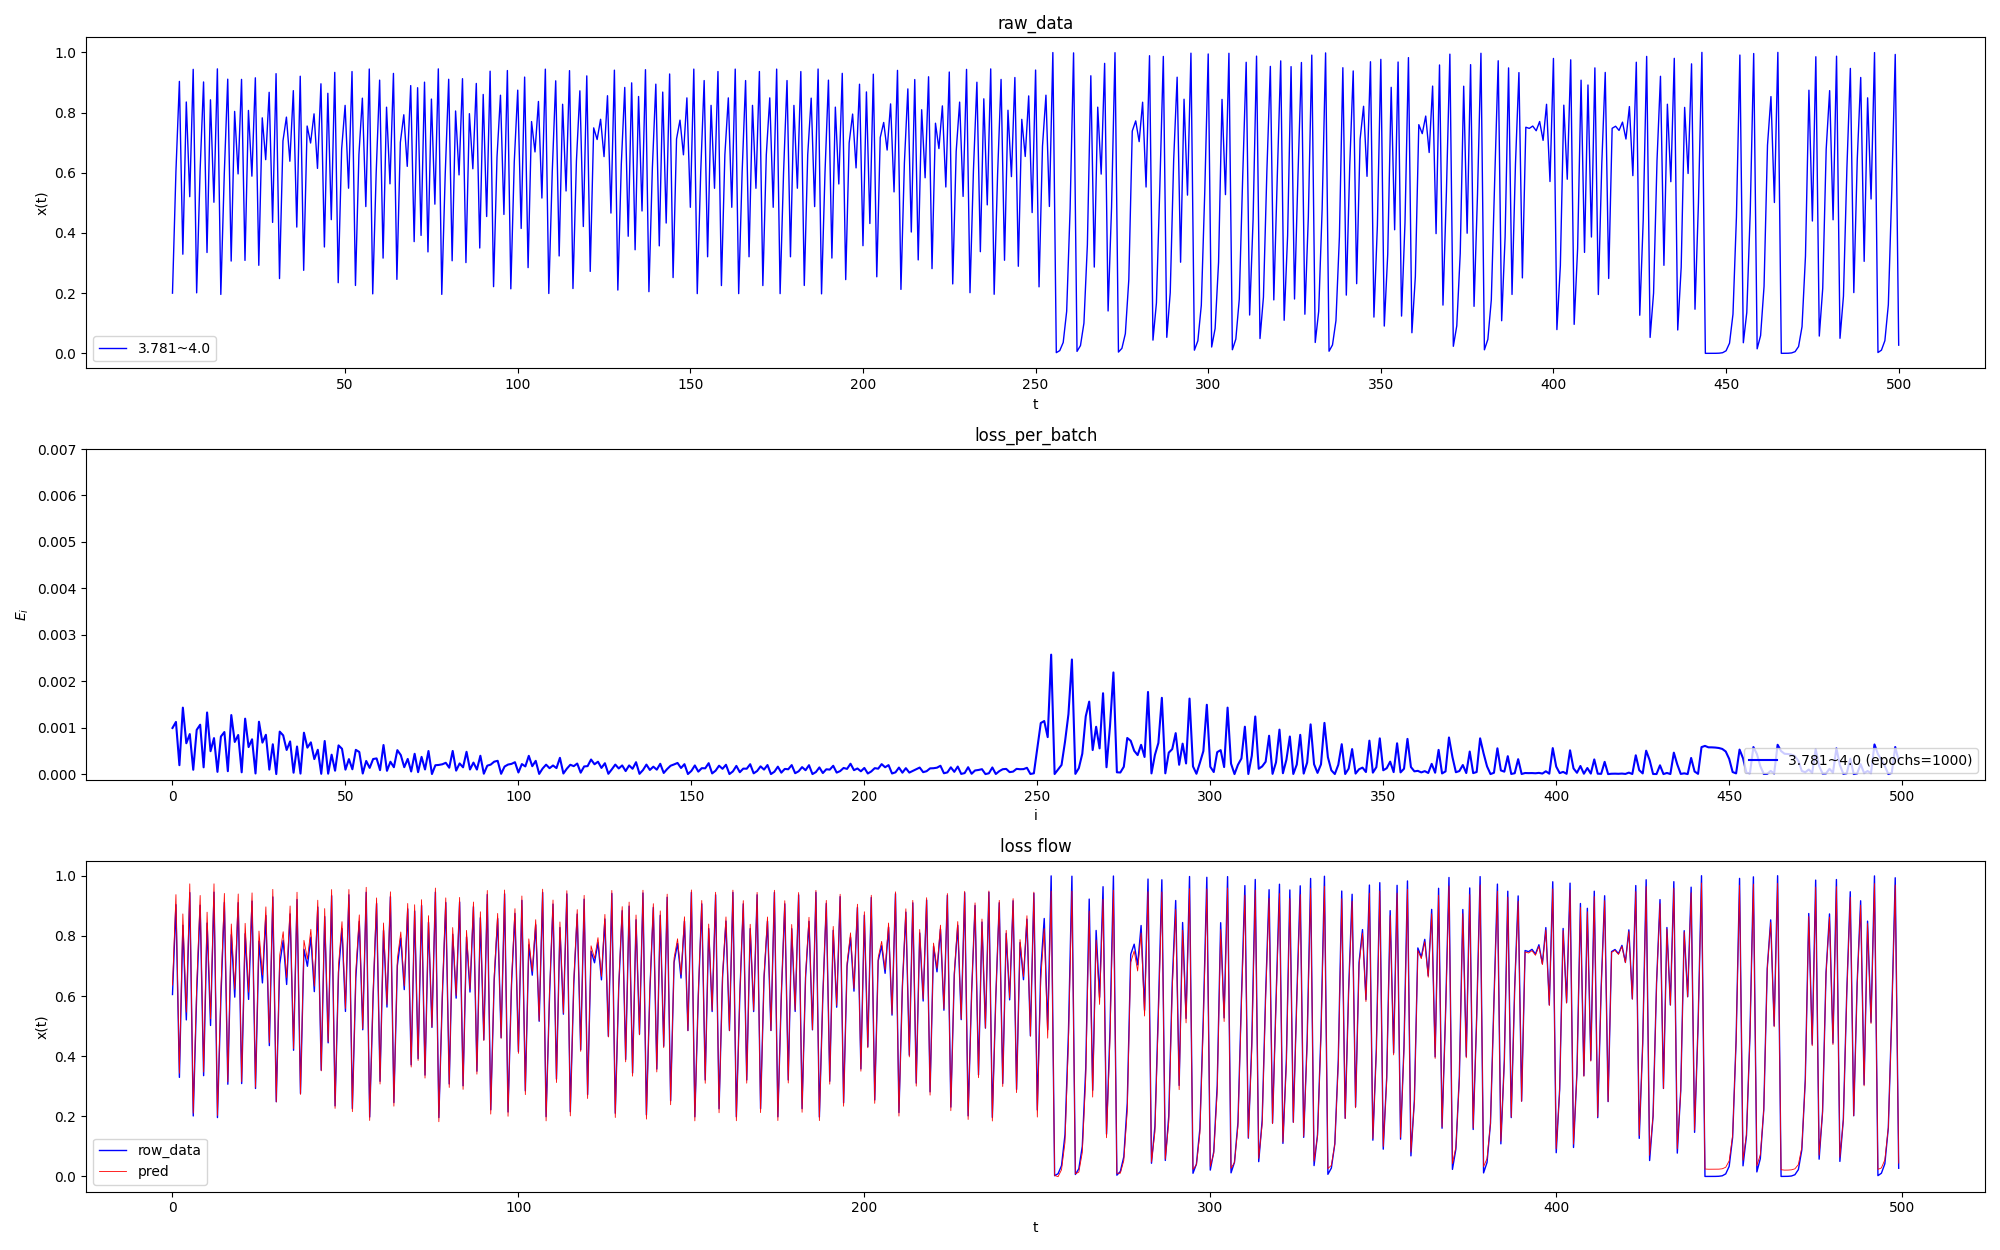 raw_data
1.0
0.8
0.6
0.4
0.2
0.0
x(t)
3.781~4.0
50 100 150 200 250 300 350 400 450 500
t
loss_per_batch
0.007
0.006
0.005
0.004
0.003
0.002
0.001
0.000
E_i
3.781~4.0 (epochs=1000)
0 50 100 150 200 250 300 350 400 450 500
i
loss flow
1.0
0.8
0.6
0.4
0.2
0.0
x(t)
row_data
pred
0 100 200 300 400 500
t